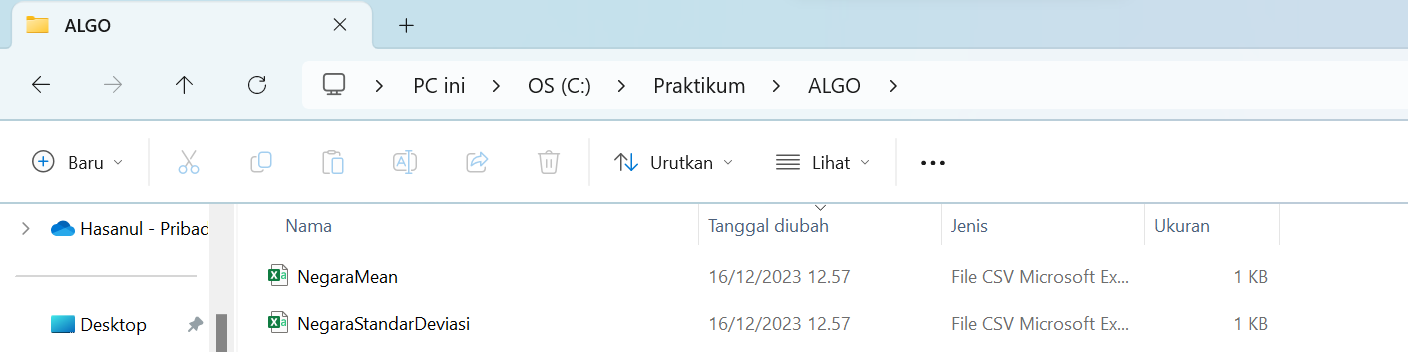 ALGO
PC ini > OS (C:) > Praktikum > ALGO >
Baru Urutkan Lihat
Hasanul - Pribac
Nama Tanggal diubah Jenis Ukuran
NegaraMean 16/12/2023 12.57 File CSV Microsoft Ex... 1 KB
Desktop
NegaraStandarDeviasi 16/12/2023 12.57 File CSV Microsoft Ex... 1 KB